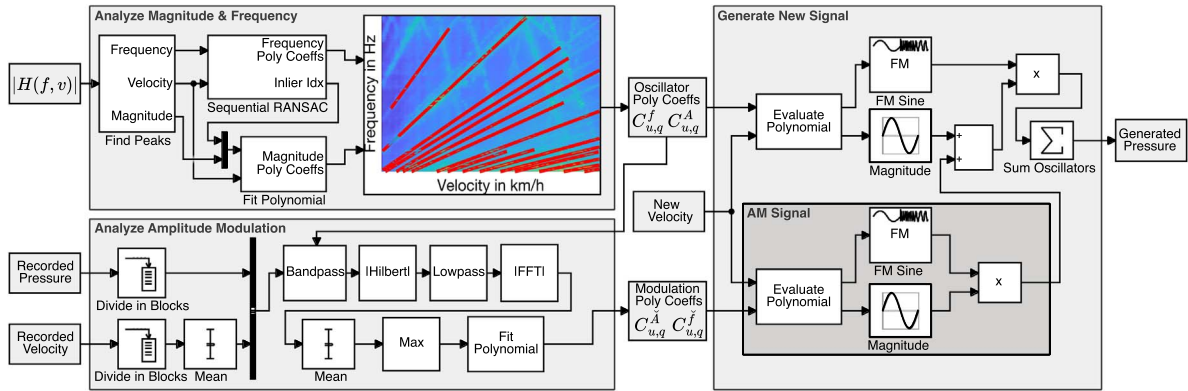 Analyze Magnitude & Frequency
|H(f, v)|
Frequency
Velocity
Magnitude
Find Peaks
Frequency
Poly Coeffs
Inlier Idx
Sequential RANSAC
Magnitude
Poly Coeffs
Fit Polynomial
Frequency in Hz
Velocity in km/h
Oscillator
Poly Coeffs
C^f_{u,q} C^A_{u,q}
New
Velocity
Generate New Signal
Evaluate
Polynomial
FM
FM Sine
Magnitude
x
+
+
Σ
Sum Oscillators
Generated
Pressure
AM Signal
Evaluate
Polynomial
FM
FM Sine
Magnitude
x
Analyze Amplitude Modulation
Recorded
Pressure
Divide in Blocks
Recorded
Velocity
Divide in Blocks
Mean
Bandpass
|Hilbert|
Lowpass
|FFT|
Mean
Max
Fit
Polynomial
Modulation
Poly Coeffs
C^Ă_{u,q} C^f̆_{u,q}